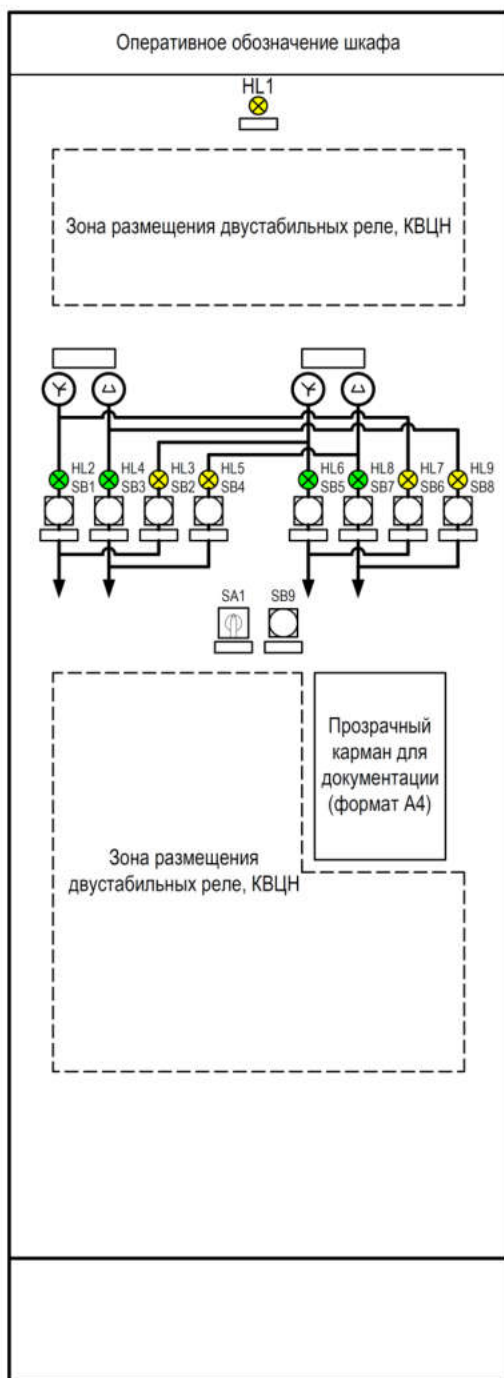 Оперативное обозначение шкафа
HL1
Зона размещения двустабильных реле, КВЦН
HL2 HL4 HL3 HL5 HL6 HL8 HL7 HL9
SB1 SB3 SB2 SB4 SB5 SB7 SB6 SB8
SA1 SB9
Прозрачный
карман для
документации
(формат А4)
Зона размещения
двустабильных реле, КВЦН